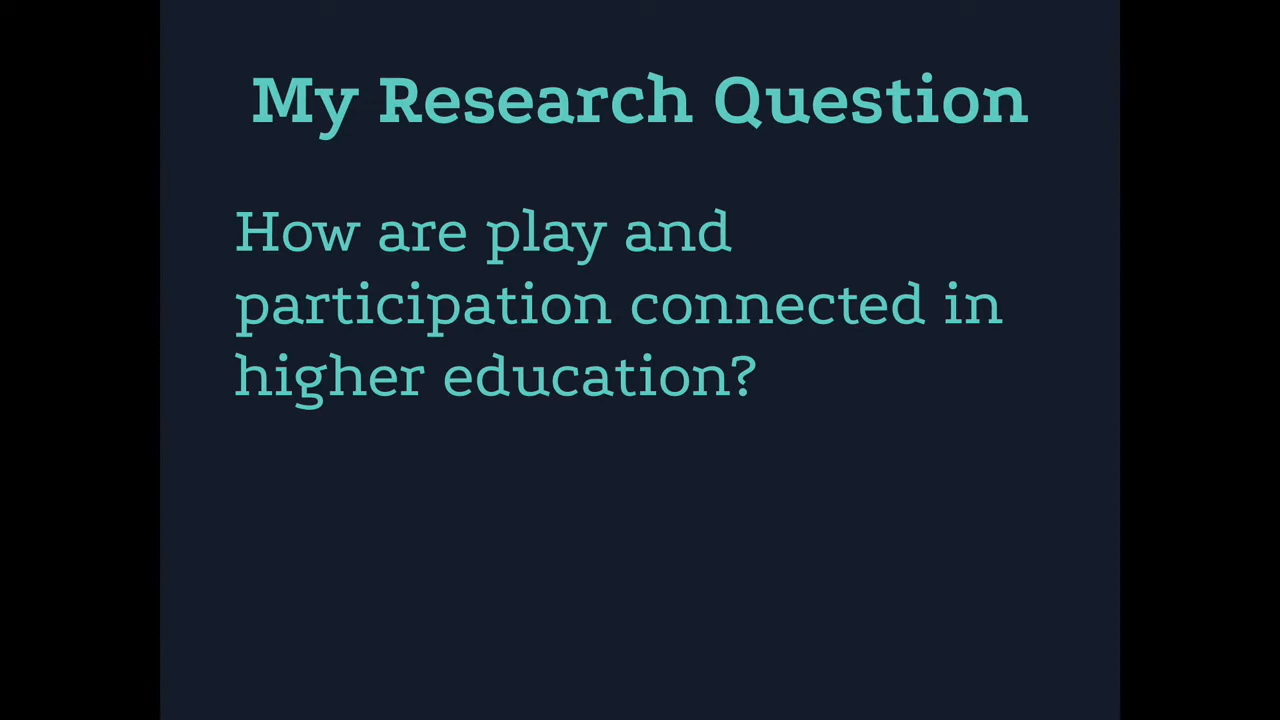 My Research Question
How are play and
participation connected in
higher education?